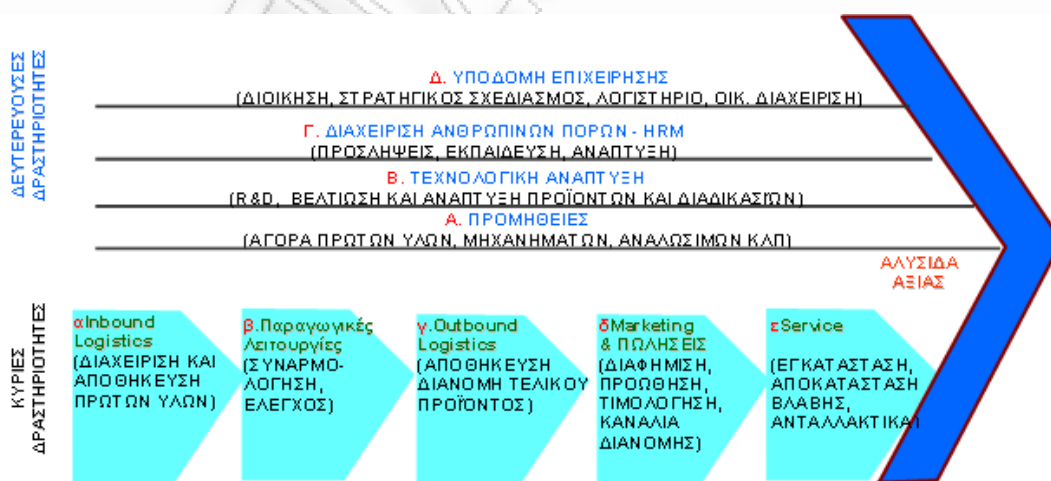 ΔΕΥΤΕΡΕΥΟΥΣΕΣ
ΔΡΑΣΤΗΡΙΟΤΗΤΕΣ
Δ. ΥΠΟΔΟΜΗ ΕΠΙΧΕΙΡΗΣΗΣ
(ΔΙΟΙΚΗΣΗ, ΣΤΡΑΤΗΓΙΚΟΣ ΣΧΕΔΙΑΣΜΟΣ, ΛΟΓΙΣΤΗΡΙΟ, ΟΙΚ. ΔΙΑΧΕΙΡΙΣΗ)
Γ. ΔΙΑΧΕΙΡΙΣΗ ΑΝΘΡΩΠΙΝΩΝ ΠΟΡΩΝ - HRM
(ΠΡΟΣΛΗΨΕΙΣ, ΕΚΠΑΙΔΕΥΣΗ, ΑΝΑΠΤΥΞΗ)
Β. ΤΕΧΝΟΛΟΓΙΚΗ ΑΝΑΠΤΥΞΗ
(R&D, ΒΕΛΤΙΩΣΗ ΚΑΙ ΑΝΑΠΤΥΞΗ ΠΡΟΪΟΝΤΩΝ ΚΑΙ ΔΙΑΔΙΚΑΣΙΩΝ)
Α. ΠΡΟΜΗΘΕΙΕΣ
(ΑΓΟΡΑ ΠΡΩΤΩΝ ΥΛΩΝ, ΜΗΧΑΝΗΜΑΤΩΝ, ΑΝΑΛΩΣΙΜΩΝ ΚΛΠ)
ΑΛΥΣΙΔΑ
ΑΞΙΑΣ
ΚΥΡΙΕΣ
ΔΡΑΣΤΗΡΙΟΤΗΤΕΣ
αInbound
Logistics
(ΔΙΑΧΕΙΡΙΣΗ ΚΑΙ
ΑΠΟΘΗΚΕΥΣΗ
ΠΡΩΤΩΝ ΥΛΩΝ)
β.Παραγωγικές
Λειτουργίες
(ΣΥΝΑΡΜΟ-
ΛΟΓΗΣΗ,
ΕΛΕΓΧΟΣ)
γ.Outbound
Logistics
(ΑΠΟΘΗΚΕΥΣΗ
ΔΙΑΝΟΜΗ ΤΕΛΙΚΟΥ
ΠΡΟΪΟΝΤΟΣ)
δMarketing
& ΠΩΛΗΣΕΙΣ
(ΔΙΑΦΗΜΙΣΗ,
ΠΡΟΩΘΗΣΗ,
ΤΙΜΟΛΟΓΗΣΗ,
ΚΑΝΑΛΙΑ
ΔΙΑΝΟΜΗΣ)
εService
(ΕΓΚΑΤΑΣΤΑΣΗ,
ΑΠΟΚΑΤΑΣΤΑΣΗ
ΒΛΑΒΗΣ,
ΑΝΤΑΛΛΑΚΤΙΚΑ)